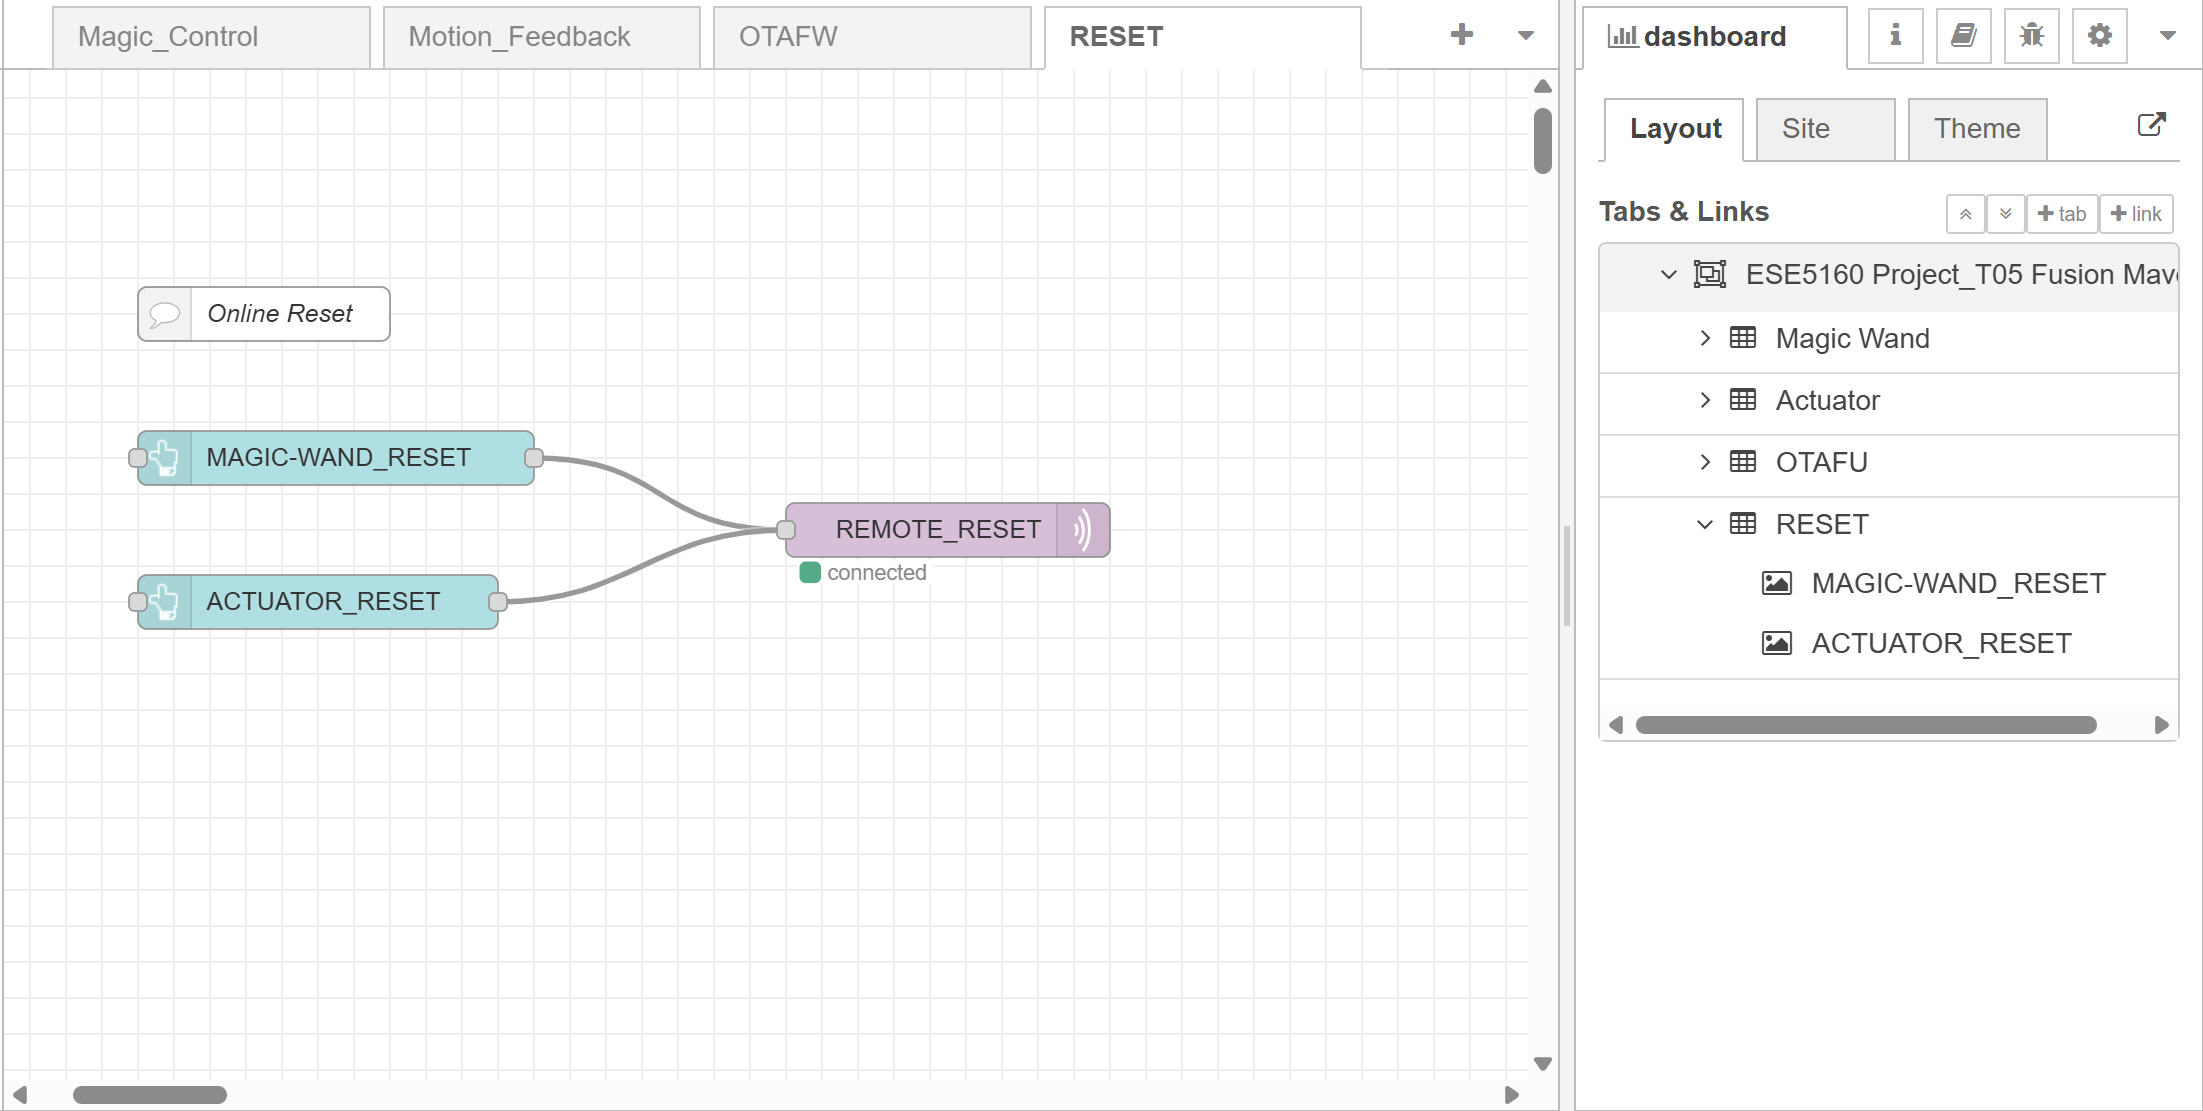 Magic_Control
Motion_Feedback
OTAFW
RESET
dashboard
Layout
Site
Theme
Tabs & Links
tab
link
ESE5160 Project_T05 Fusion
Magic Wand
Actuator
OTAFU
RESET
MAGIC-WAND_RESET
ACTUATOR_RESET
Online Reset
MAGIC-WAND_RESET
ACTUATOR_RESET
REMOTE_RESET
connected